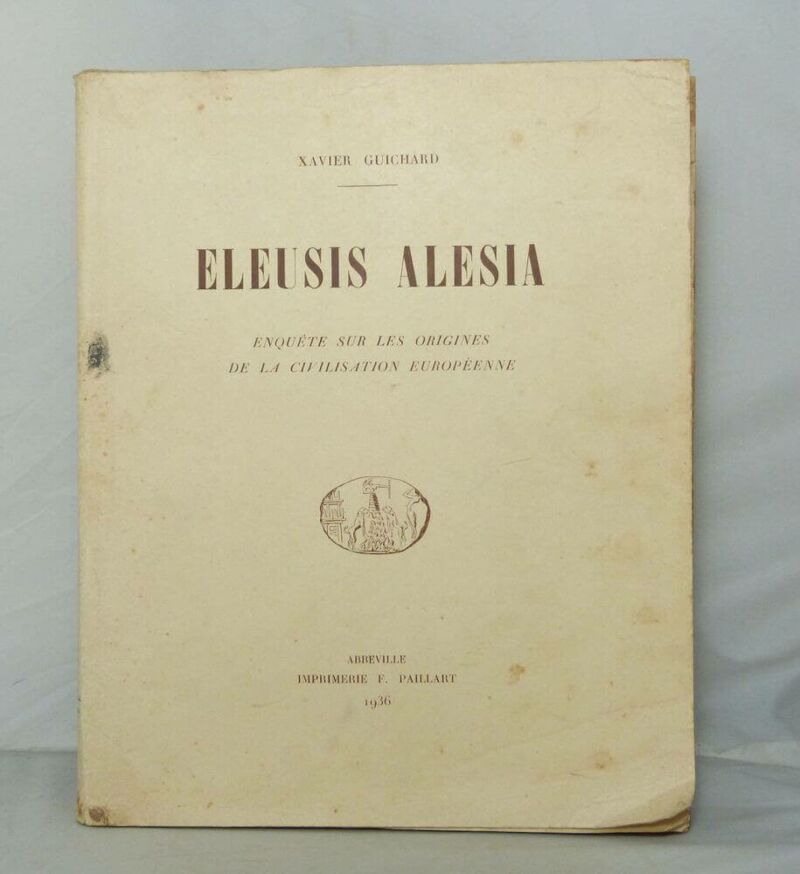 XAVIER GUICHARD
ELEUSIS ALESIA
ENQUÊTE SUR LES ORIGINES
DE LA CIVILISATION EUROPÉENNE
ABBEVILLE
IMPRIMERIE F. PAILLART
1936